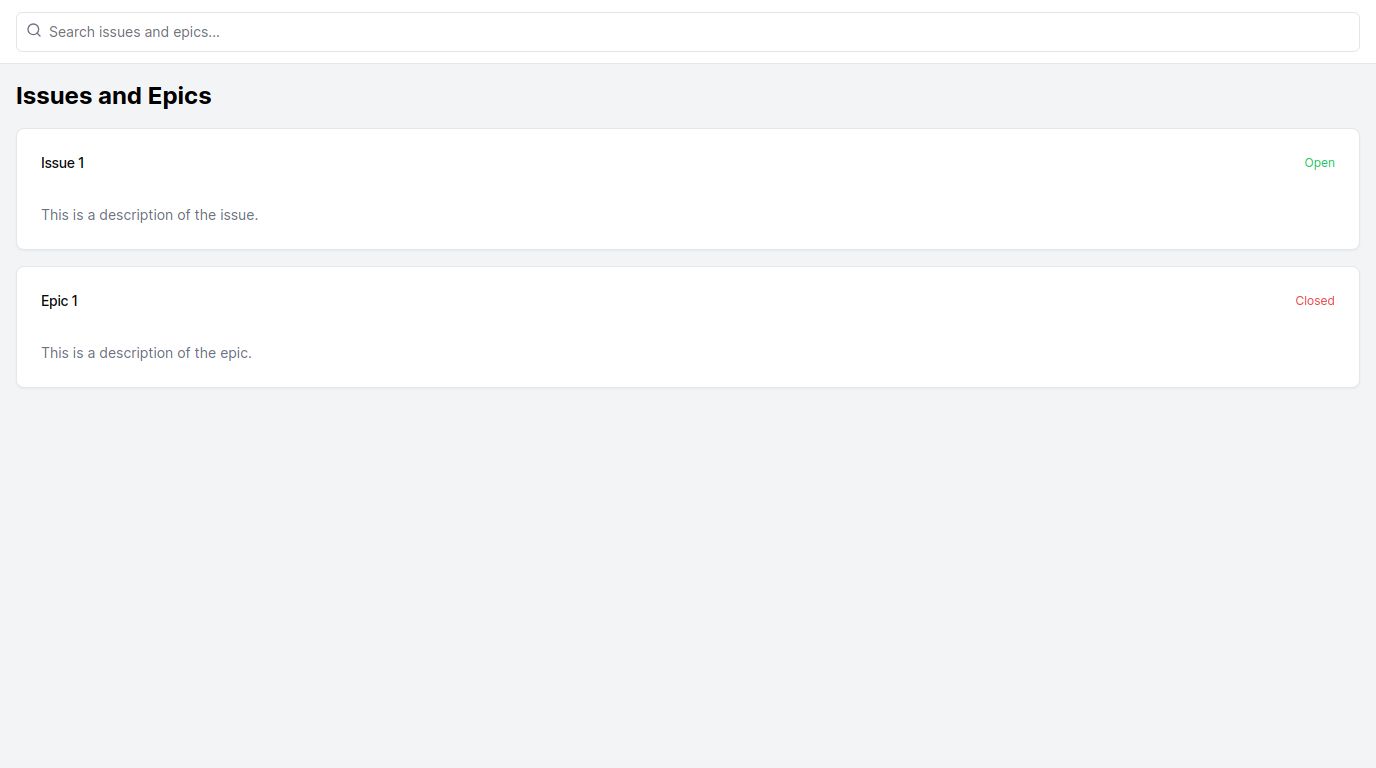 Search issues and epics...
Issues and Epics
Issue 1
Open
This is a description of the issue.
Epic 1
Closed
This is a description of the epic.